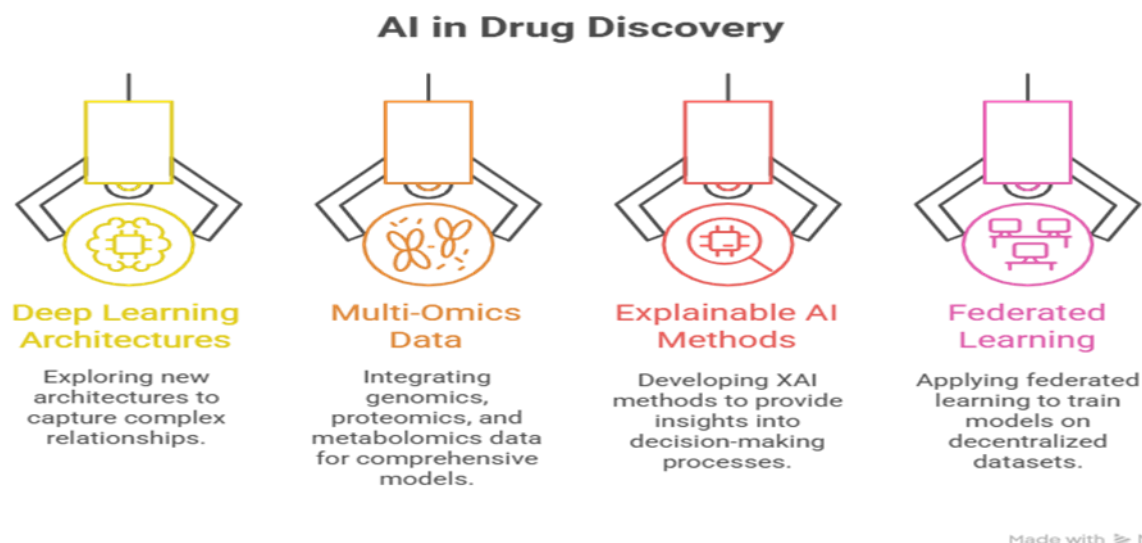 AI in Drug Discovery
Deep Learning
Architectures
Exploring new
architectures to
capture complex
relationships.
Multi-Omics
Data
Integrating
genomics,
proteomics, and
metabolomics data
for comprehensive
models.
Explainable AI
Methods
Developing XAI
methods to provide
insights into
decision-making
processes.
Federated
Learning
Applying federated
learning to train
models on
decentralized
datasets.
Made with